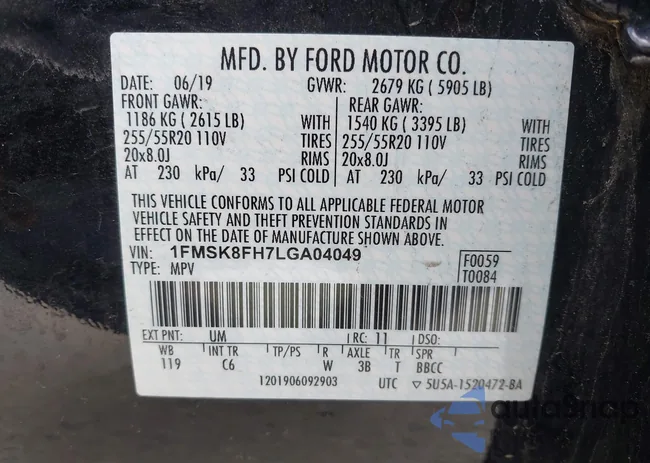 MFD. BY FORD MOTOR CO.
DATE: 06/19 GVWR: 2679 KG ( 5905 LB)
FRONT GAWR: REAR GAWR:
1186 KG ( 2615 LB) WITH 1540 KG ( 3395 LB) WITH
255/55R20 110V TIRES 255/55R20 110V TIRES
20x8.0J RIMS 20x8.0J RIMS
AT 230 kPa/ 33 PSI COLD AT 230 kPa/ 33 PSI COLD
THIS VEHICLE CONFORMS TO ALL APPLICABLE FEDERAL MOTOR
VEHICLE SAFETY AND THEFT PREVENTION STANDARDS IN
EFFECT ON THE DATE OF MANUFACTURE SHOWN ABOVE.
VIN: 1FMSK8FH7LGA04049 F0059
TYPE: MPV T0084
EXT PNT: UM RC: 11 DSO:
WB INT TR TP/PS R AXLE TR SPR
119 C6 W 3B T BBCC
1201906092903 UTC ▽ 5U5A-1520472-BA
autoSnap